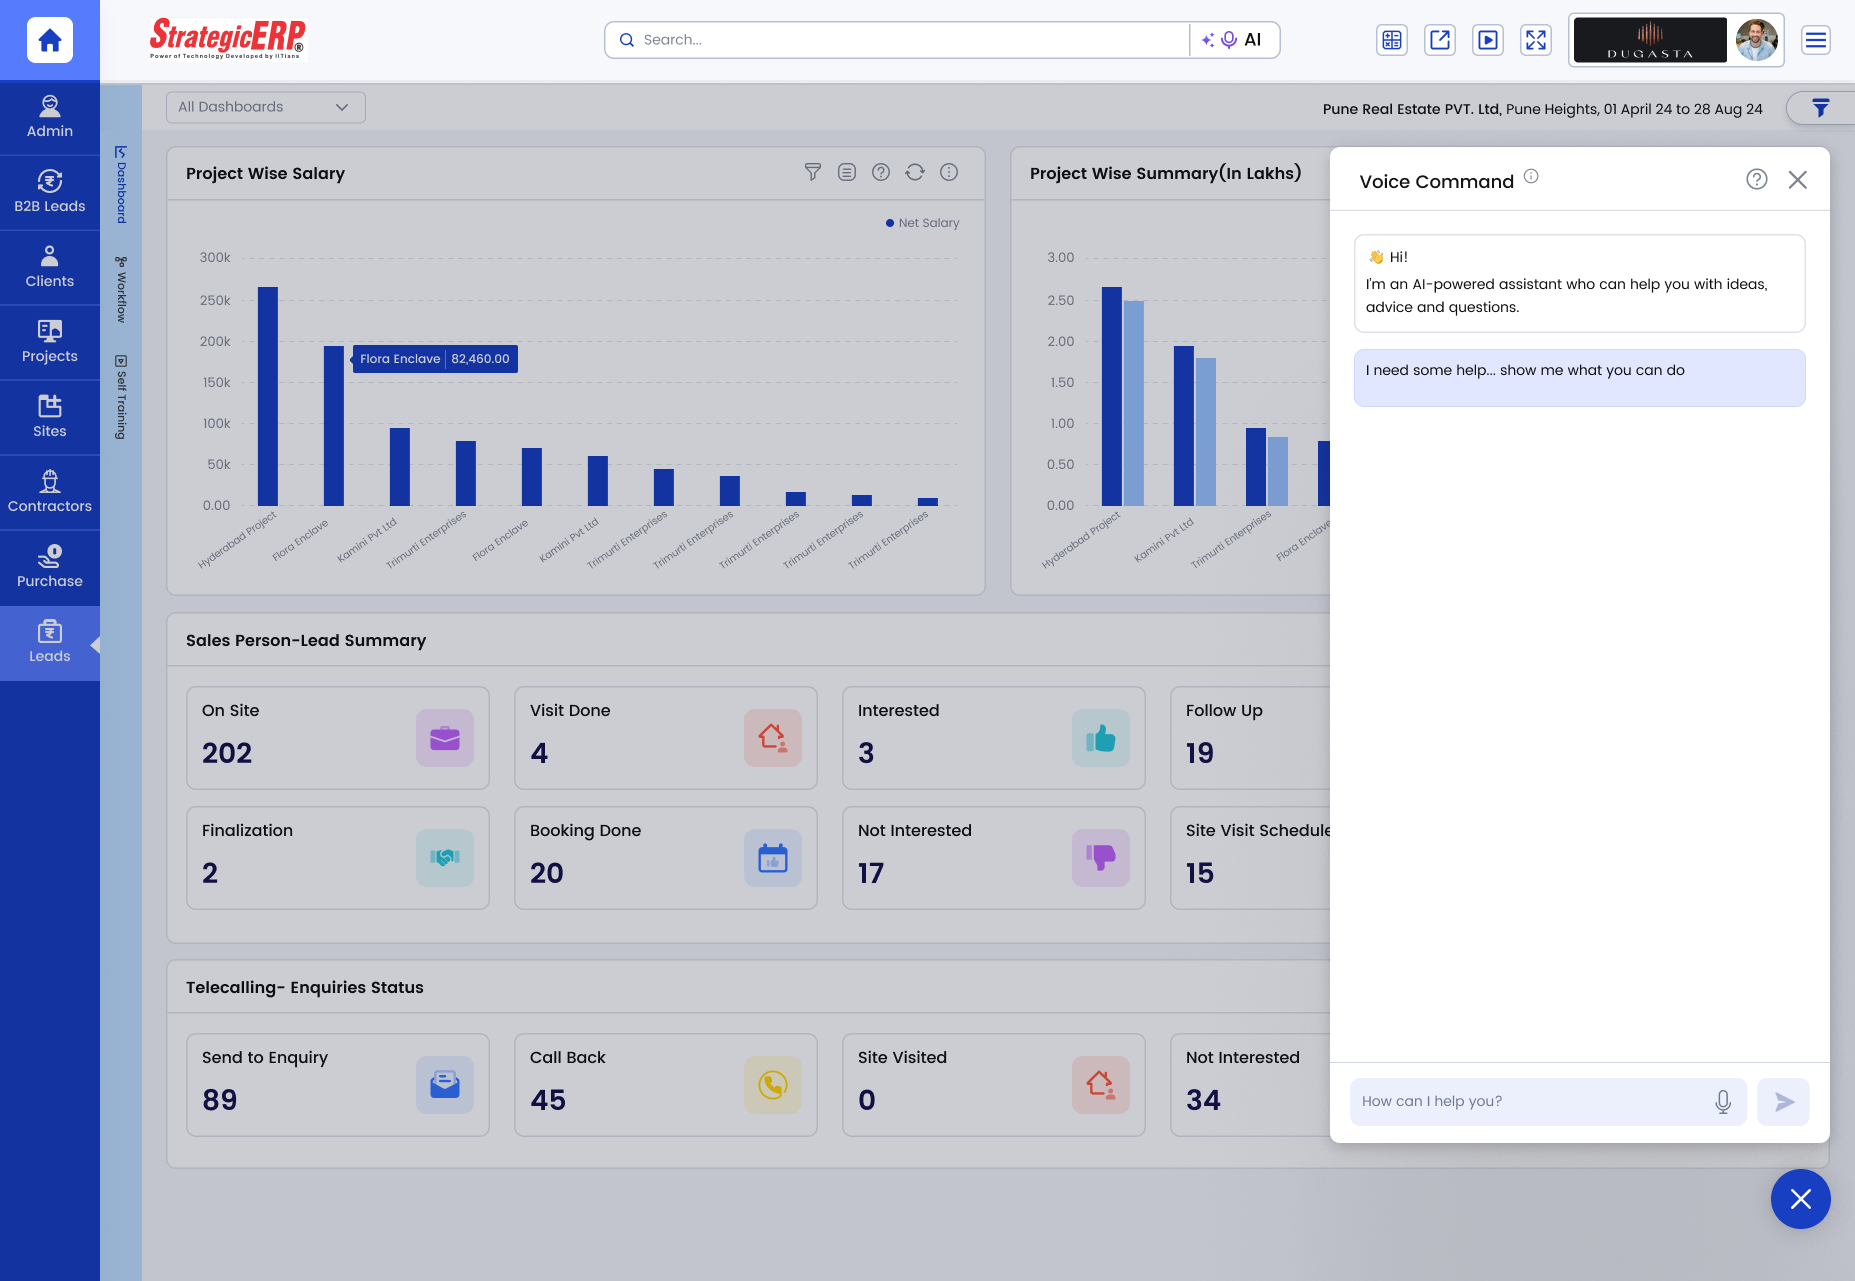 StrategicERP®
Power of Technology Developed by IITians
Search...
AI
DUGASTA
Admin
B2B Leads
Clients
Projects
Sites
Contractors
Purchase
Leads
Dashboard
Workflow
Self Training
All Dashboards
Pune Real Estate PVT. Ltd, Pune Heights, 01 April 24 to 28 Aug 24
Project Wise Salary
Net Salary
300k
250k
200k
150k
100k
50k
0.00
Flora Enclave 82,460.00
Hyderabad Project
Flora Enclave
Kamini Pvt Ltd
Trimurti Enterprises
Flora Enclave
Kamini Pvt Ltd
Trimurti Enterprises
Trimurti Enterprises
Trimurti Enterprises
Trimurti Enterprises
Trimurti Enterprises
Project Wise Summary(In Lakhs)
3.00
2.50
2.00
1.50
1.00
0.50
0.00
Hyderabad Project
Kamini Pvt Ltd
Trimurti Enterprises
Flora Enclave
Sales Person-Lead Summary
On Site
202
Visit Done
4
Interested
3
Follow Up
19
Finalization
2
Booking Done
20
Not Interested
17
Site Visit Schedule
15
Telecalling- Enquiries Status
Send to Enquiry
89
Call Back
45
Site Visited
0
Not Interested
34
Voice Command
👋 Hi!
I'm an AI-powered assistant who can help you with ideas,
advice and questions.
I need some help... show me what you can do
How can I help you?